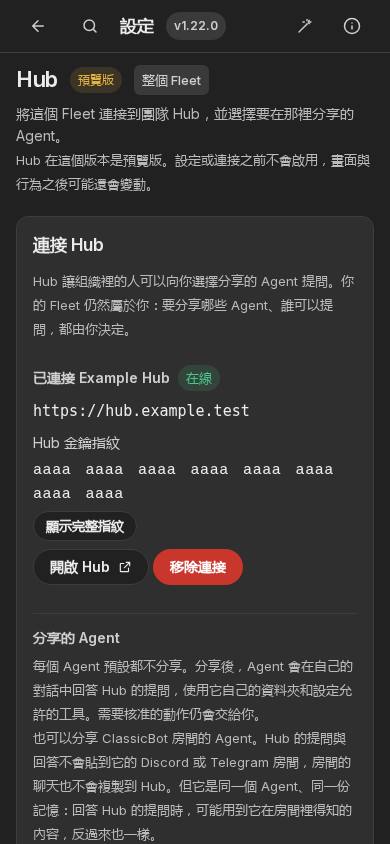 設定 v1.22.0
Hub 預覽版 整個 Fleet
將這個 Fleet 連接到團隊 Hub，並選擇要在那裡分享的
Agent。
Hub 在這個版本是預覽版。設定或連接之前不會啟用，畫面與
行為之後可能還會變動。
連接 Hub
Hub 讓組織裡的人可以向你選擇分享的 Agent 提問。你
的 Fleet 仍然屬於你：要分享哪些 Agent、誰可以提
問，都由你決定。
已連接 Example Hub 在線
https://hub.example.test
Hub 金鑰指紋
aaaa aaaa aaaa aaaa aaaa aaaa
aaaa aaaa
顯示完整指紋
開啟 Hub 移除連接
分享的 Agent
每個 Agent 預設都不分享。分享後，Agent 會在自己的
對話中回答 Hub 的提問，使用它自己的資料夾和設定允
許的工具。需要核准的動作仍會交給你。
也可以分享 ClassicBot 房間的 Agent。Hub 的提問與
回答不會貼到它的 Discord 或 Telegram 房間，房間的
聊天也不會複製到 Hub。但它是同一個 Agent、同一份
記憶：回答 Hub 的提問時，可能用到它在房間裡得知的
內容，反過來也一樣。